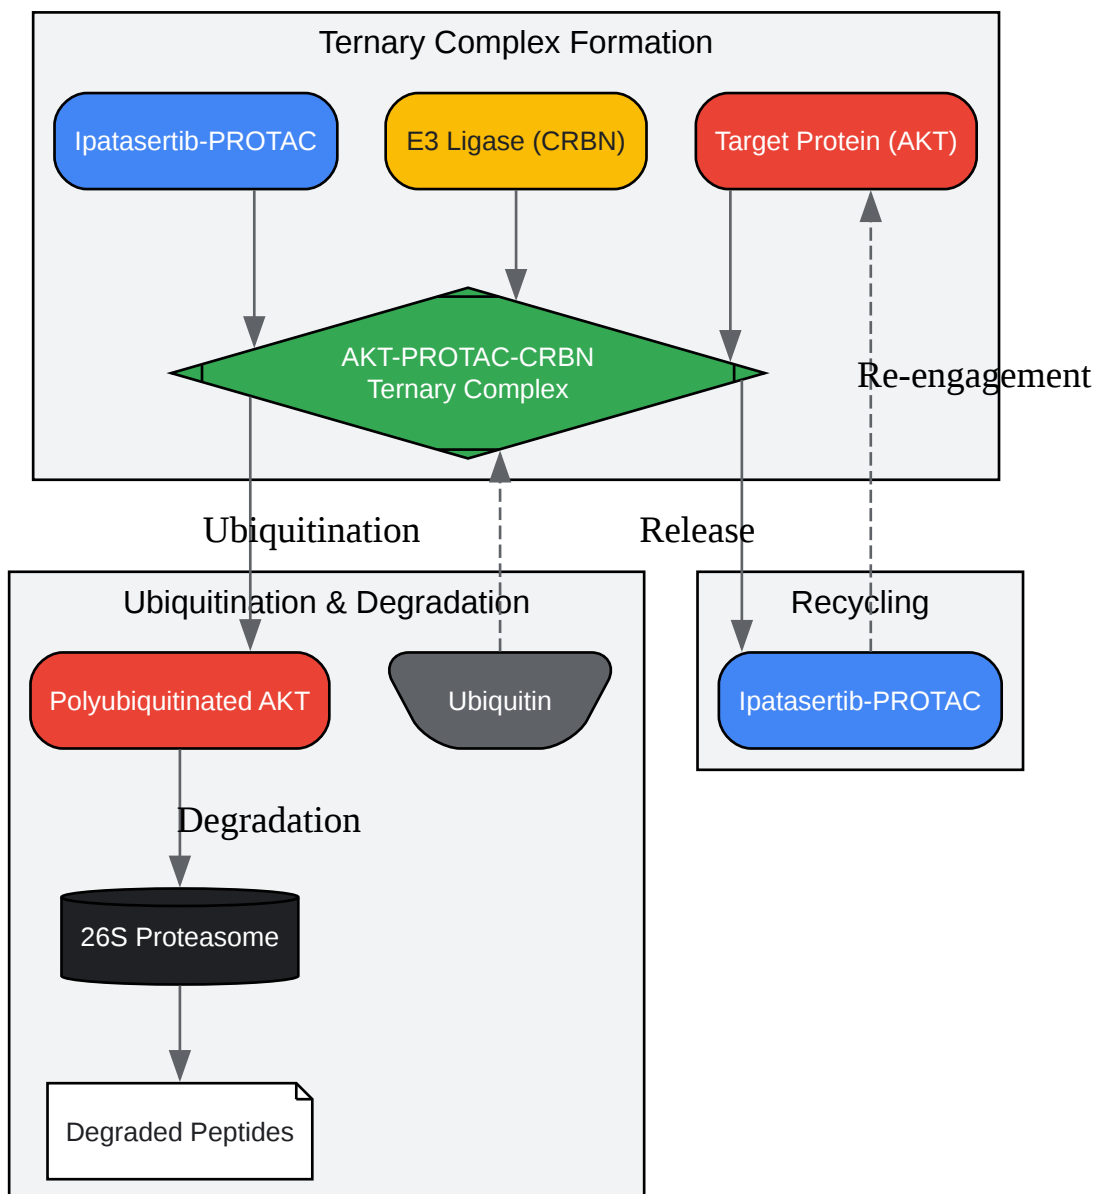 Ternary Complex Formation
Ipatasertib-PROTAC
E3 Ligase (CRBN)
Target Protein (AKT)
AKT-PROTAC-CRBN
Ternary Complex
Re-engagement
Ubiquitination
Release
Ubiquitination & Degradation
Recycling
Polyubiquitinated AKT
Ubiquitin
Ipatasertib-PROTAC
Degradation
26S Proteasome
Degraded Peptides